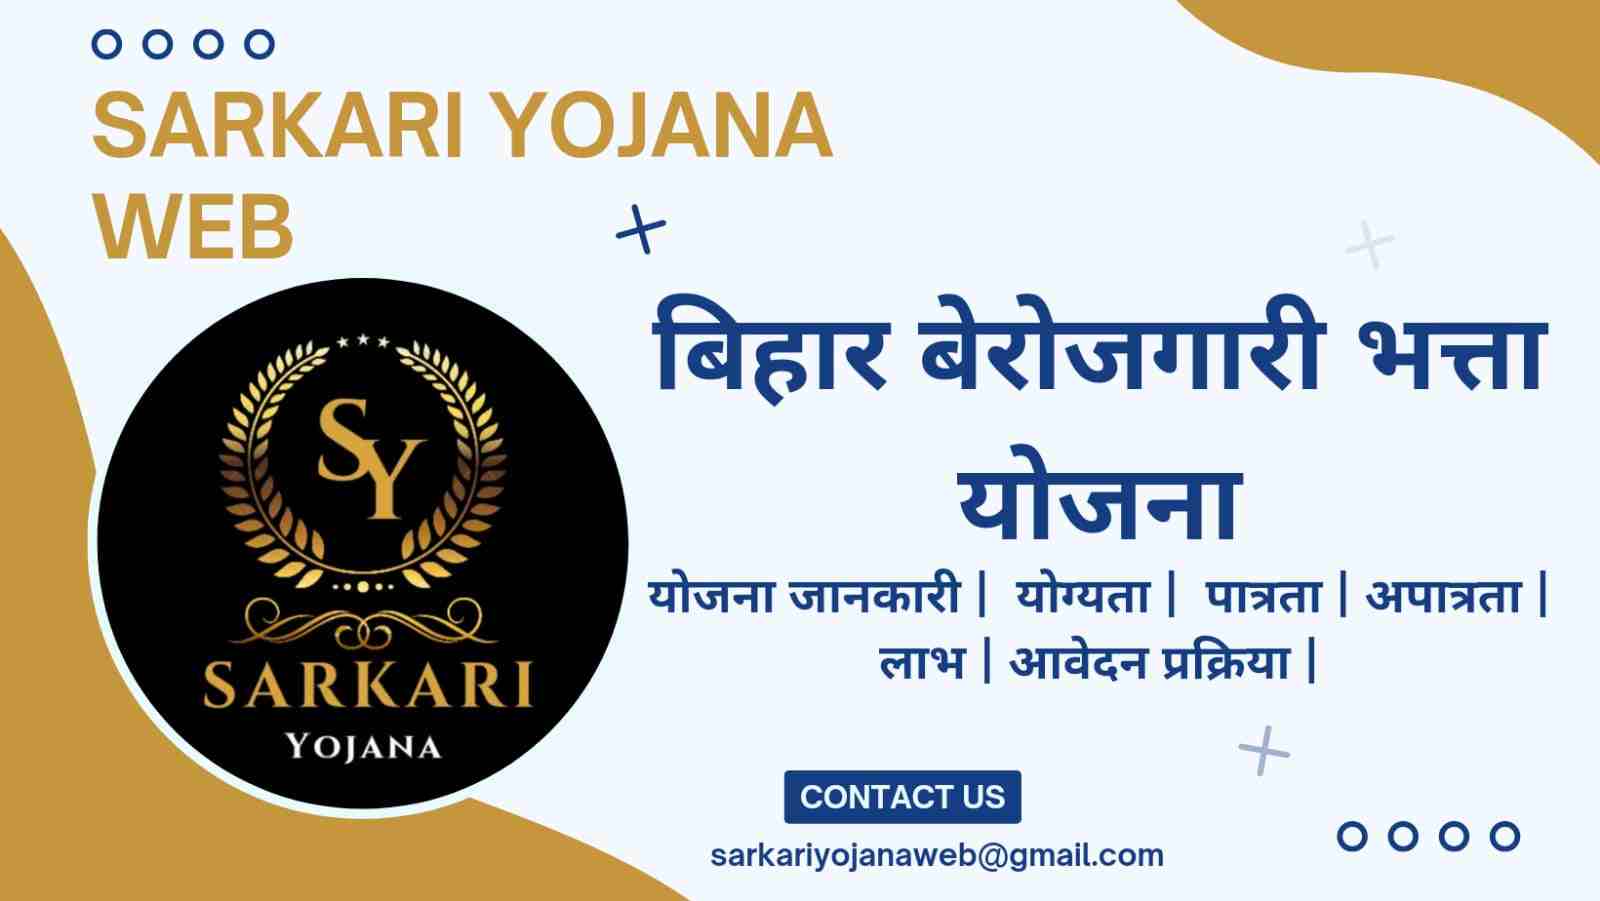 SARKARI YOJANA
WEB
SY
SARKARI
YOJANA
बिहार बेरोजगारी भत्ता
योजना
योजना जानकारी | योग्यता | पात्रता | अपात्रता |
लाभ | आवेदन प्रक्रिया |
CONTACT US
sarkariyojanaweb@gmail.com